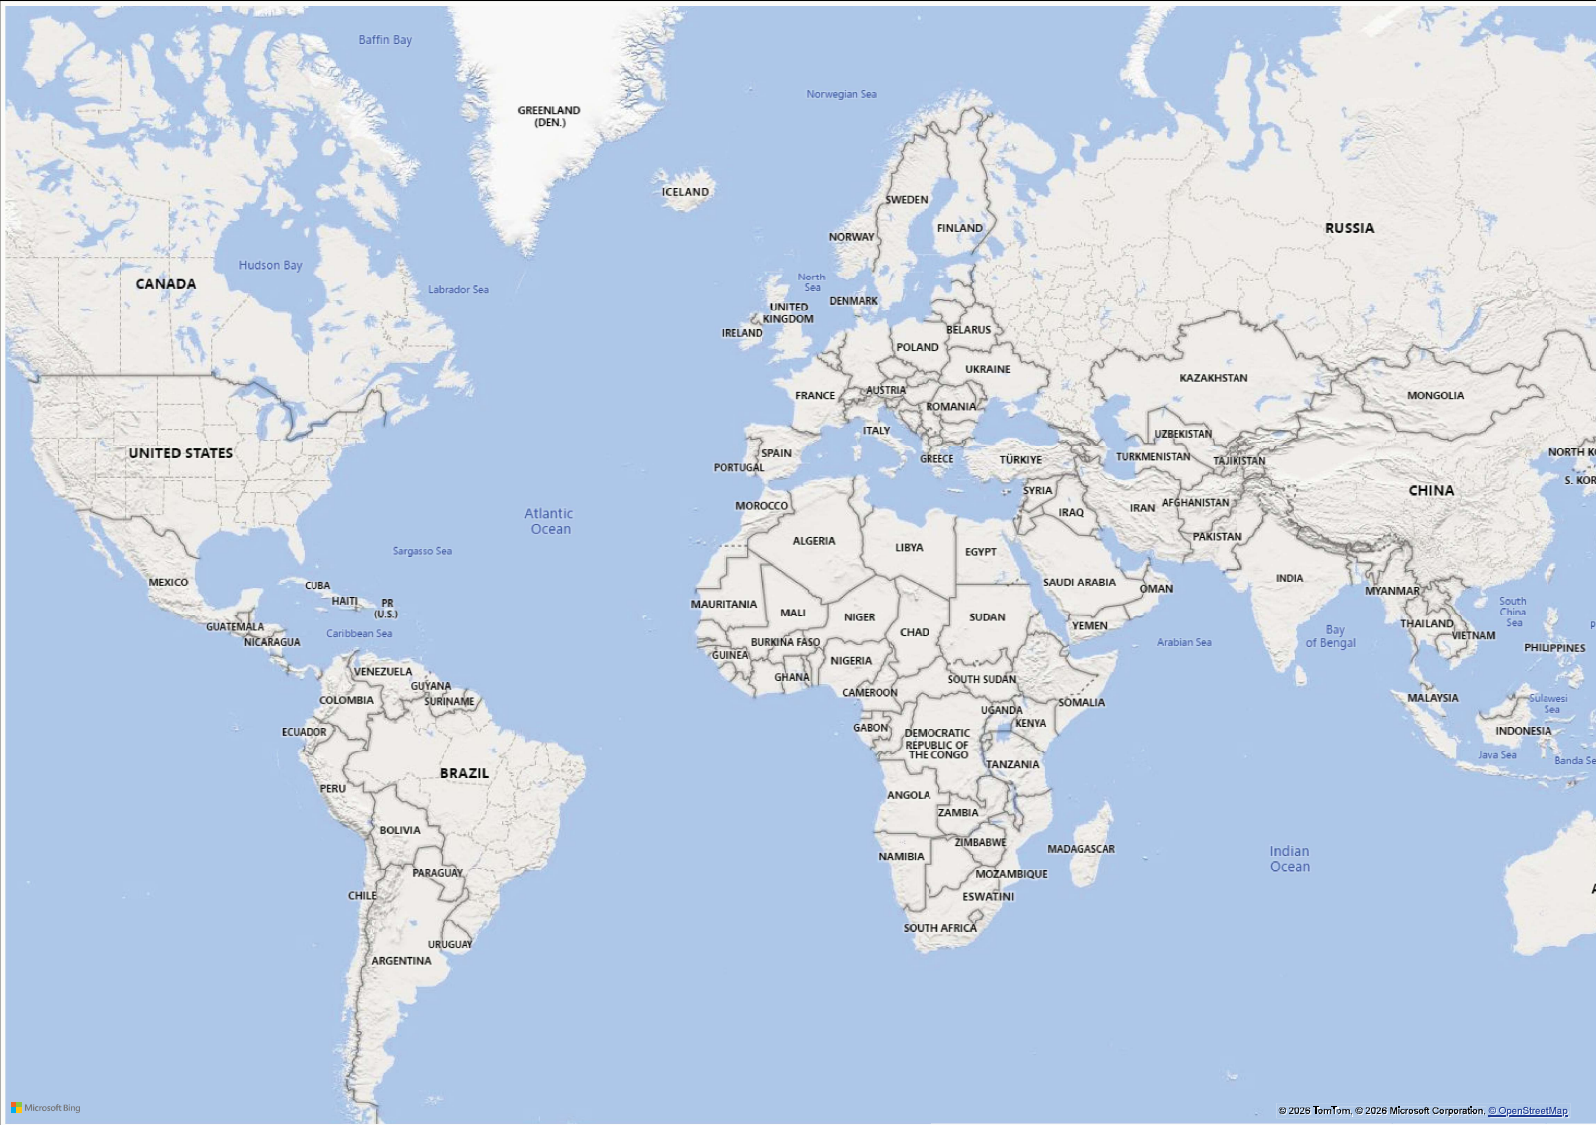 Baffin Bay
GREENLAND
(DEN.)
Norwegian Sea
ICELAND
SWEDEN
NORWAY
FINLAND
RUSSIA
Hudson Bay
CANADA
Labrador Sea
North
Sea
DENMARK
UNITED
KINGDOM
IRELAND
BELARUS
POLAND
UKRAINE
KAZAKHSTAN
AUSTRIA
FRANCE
ROMANIA
MONGOLIA
ITALY
UZBEKISTAN
UNITED STATES
SPAIN
PORTUGAL
GREECE
TÜRKIYE
TURKMENISTAN
TAJIKISTAN
NORTH K
S. KOR
CHINA
SYRIA
MOROCCO
IRAQ
IRAN
AFGHANISTAN
Atlantic
Ocean
PAKISTAN
ALGERIA
LIBYA
EGYPT
Sargasso Sea
MEXICO
CUBA
HAITI
PR
(U.S.)
SAUDI ARABIA
OMAN
INDIA
MYANMAR
MAURITANIA
MALI
NIGER
SUDAN
South
China
Sea
GUATEMALA
NICARAGUA
Caribbean Sea
CHAD
YEMEN
THAILAND
VIETNAM
P
BURKINA FASO
Arabian Sea
Bay
of Bengal
PHILIPPINES
GUINEA
NIGERIA
VENEZUELA
GHANA
SOUTH SUDAN
GUYANA
SURINAME
COLOMBIA
CAMEROON
SOMALIA
MALAYSIA
Sulawesi
Sea
UGANDA
KENYA
ECUADOR
GABON
DEMOCRATIC
REPUBLIC OF
THE CONGO
INDONESIA
Java Sea
Banda Se
TANZANIA
BRAZIL
PERU
ANGOLA
ZAMBIA
BOLIVIA
ZIMBABWE
MADAGASCAR
NAMIBIA
Indian
Ocean
PARAGUAY
MOZAMBIQUE
A
CHILE
ESWATINI
SOUTH AFRICA
URUGUAY
ARGENTINA
Microsoft Bing
© 2026 TomTom, © 2026 Microsoft Corporation, © OpenStreetMap